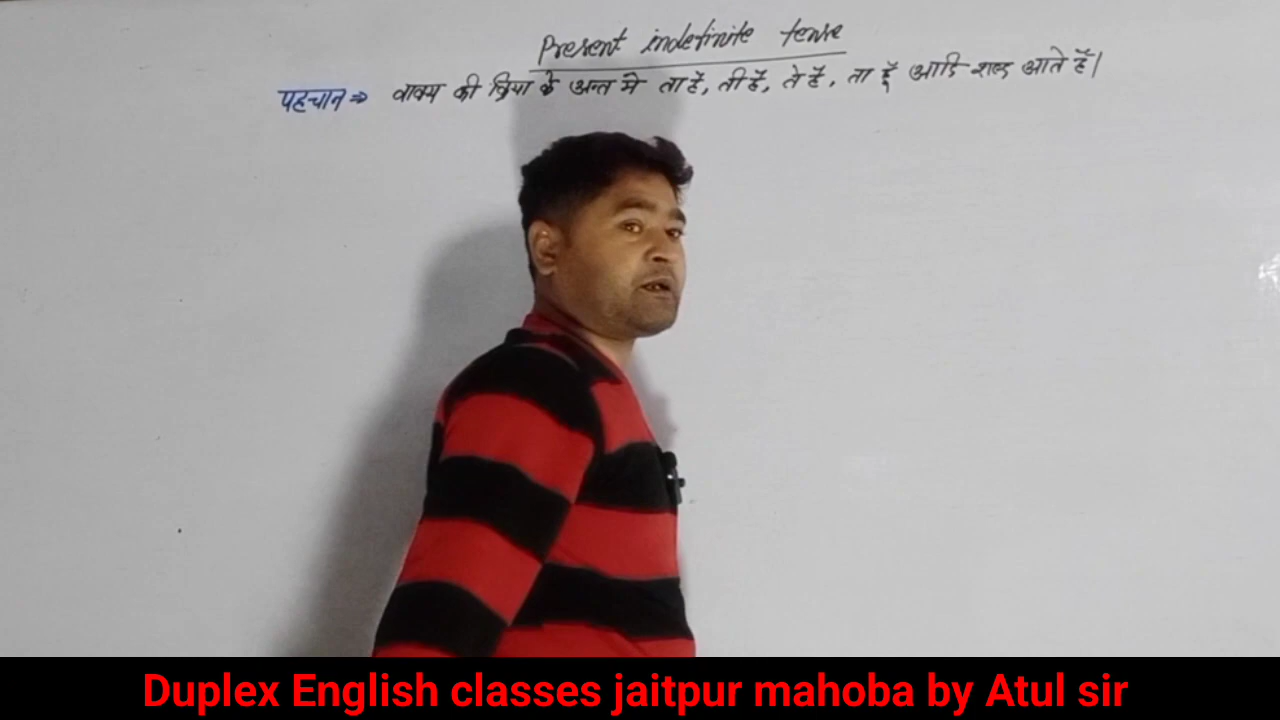 Present indefinite tense
पहचान ⇒ वाक्य की क्रिया के अन्त मे ता है, ती है, ते हैं, ता हूँ आदि शब्द आते हैं।
Duplex English classes jaitpur mahoba by Atul sir